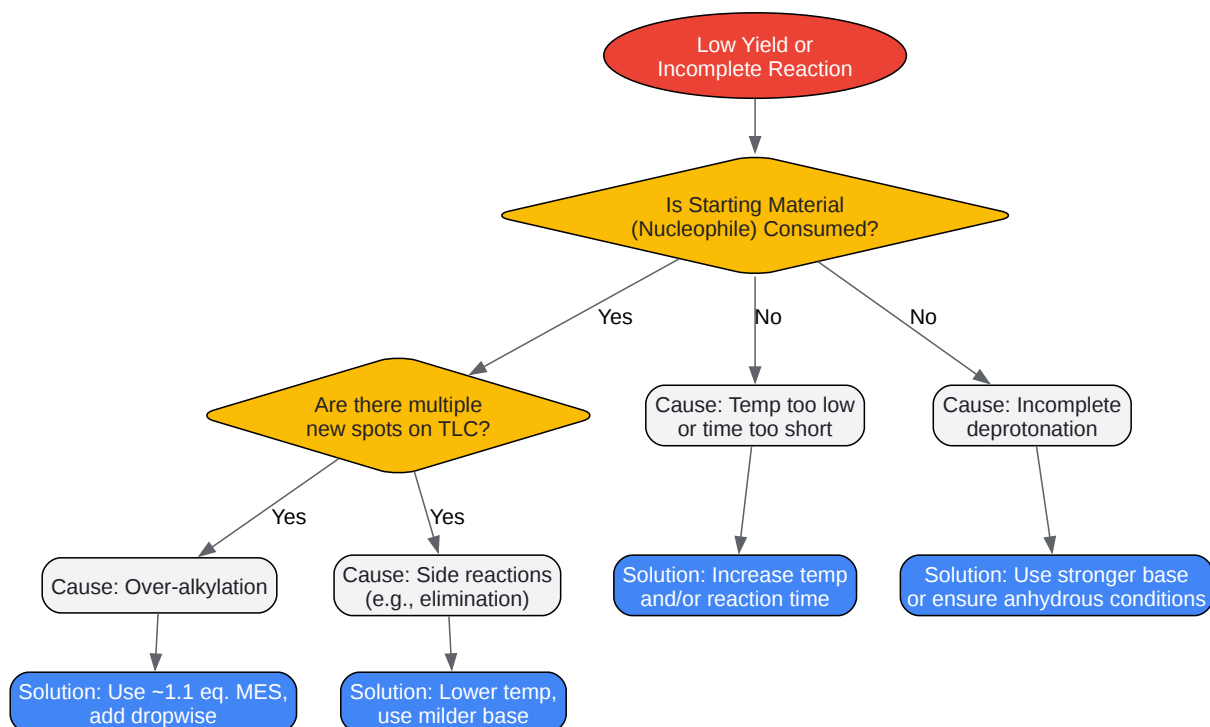 Low Yield or
Incomplete Reaction
Is Starting Material
(Nucleophile) Consumed?
Yes
No
No
Are there multiple
new spots on TLC?
Cause: Temp too low
or time too short
Cause: Incomplete
deprotonation
Yes
Yes
Cause: Over-alkylation
Cause: Side reactions
(e.g., elimination)
Solution: Increase temp
and/or reaction time
Solution: Use stronger base
or ensure anhydrous conditions
Solution: Use ~1.1 eq. MES,
add dropwise
Solution: Lower temp,
use milder base